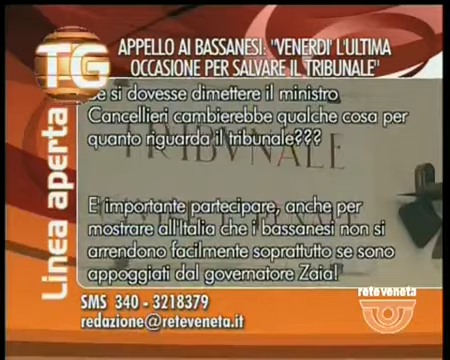 TG
Linea aperta
APPELLO AI BASSANESI: "VENERDI' L'ULTIMA
OCCASIONE PER SALVARE IL TRIBUNALE"
se si dovesse dimettere il ministro
Cancellieri cambierebbe qualche cosa per
quanto riguarda il tribunale???
TRIBVNALE
E' importante partecipare, anche per
mostrare all'Italia che i bassanesi non si
arrendono facilmente soprattutto se sono
appoggiati dal governatore Zaia!
SMS 340 - 3218379
redazione@reteveneta.it
reteveneta